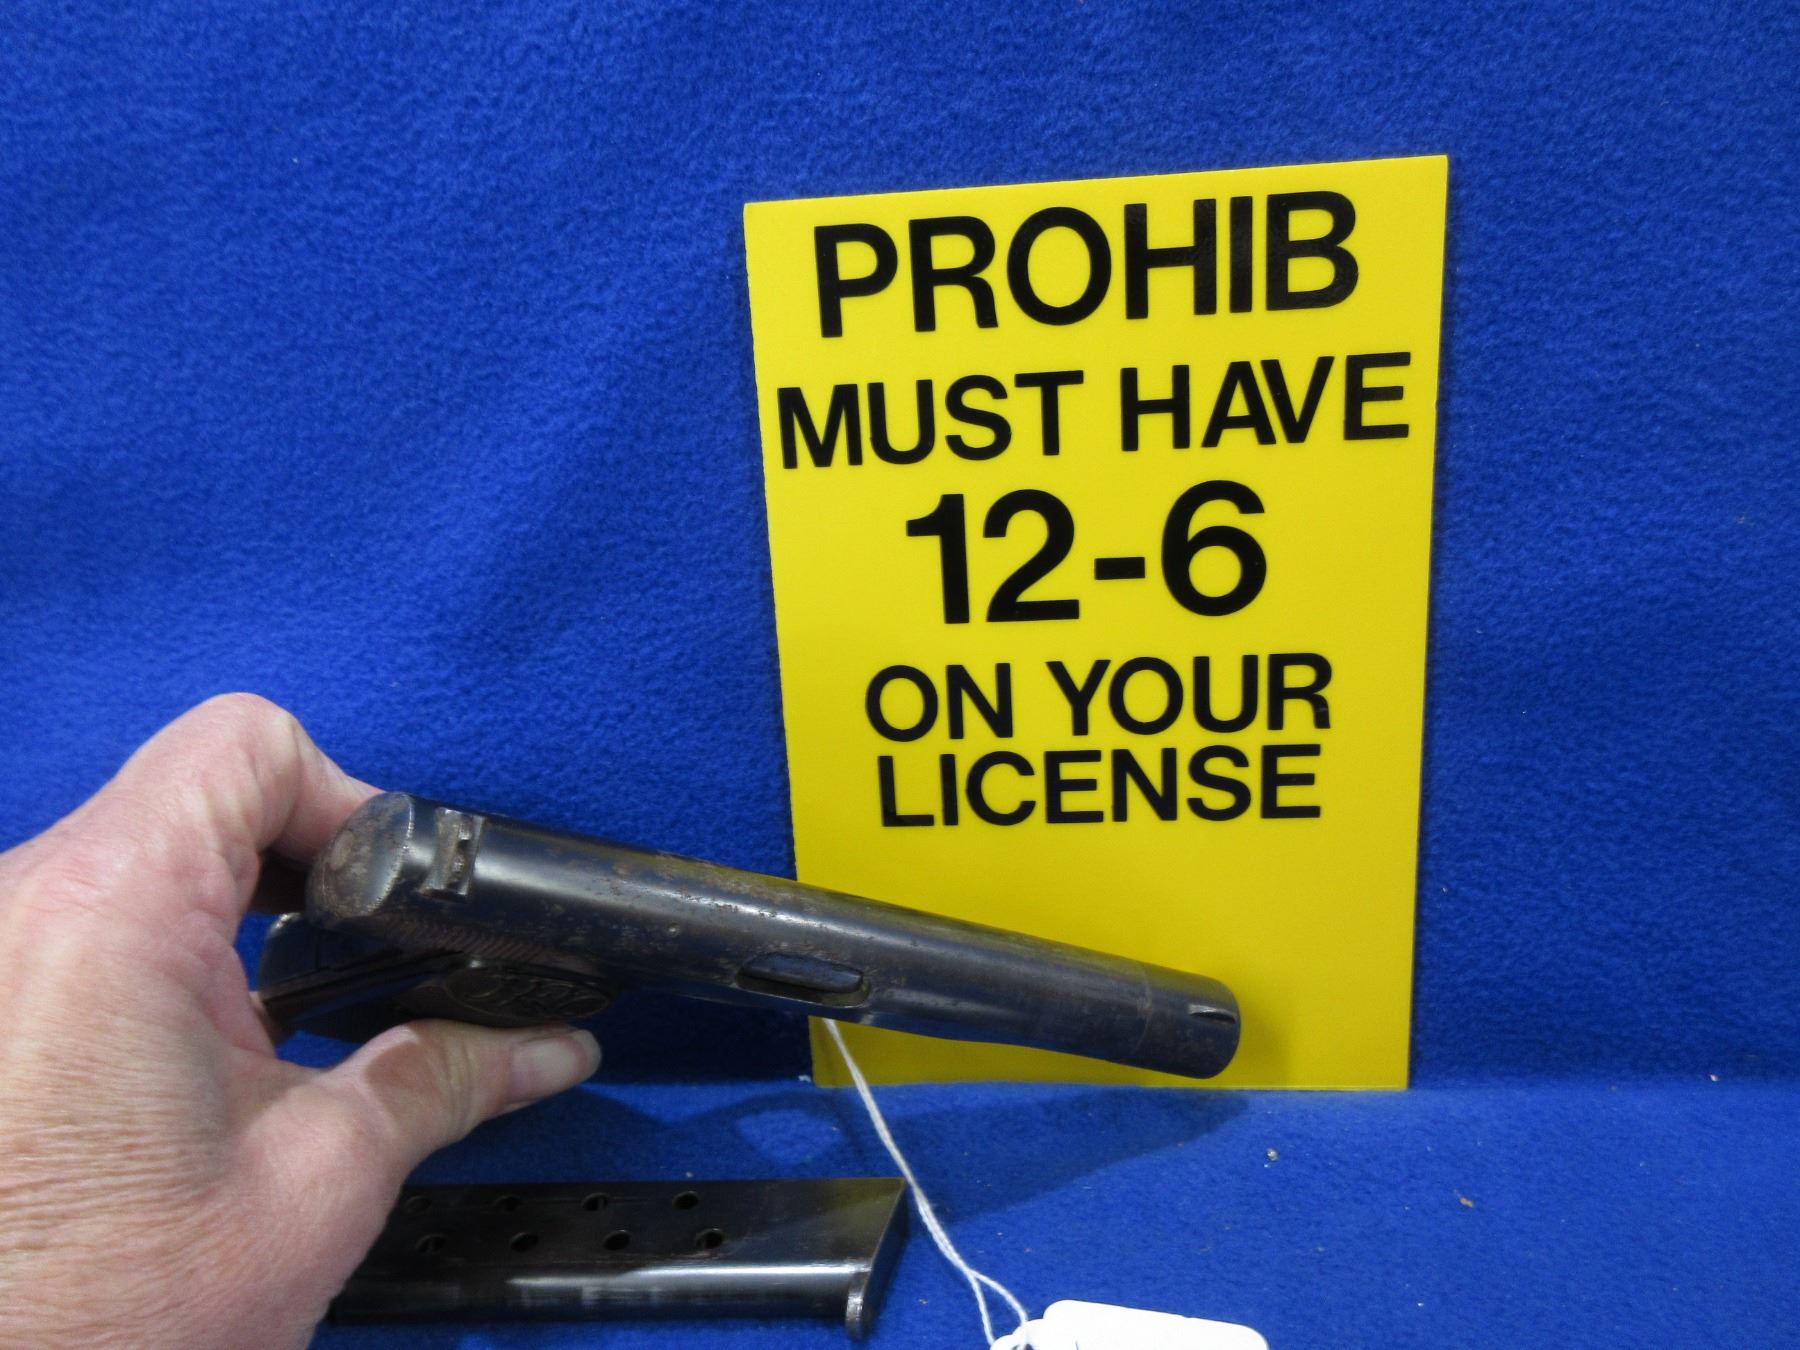 PROHIB
MUST HAVE
12-6
ON YOUR
LICENSE